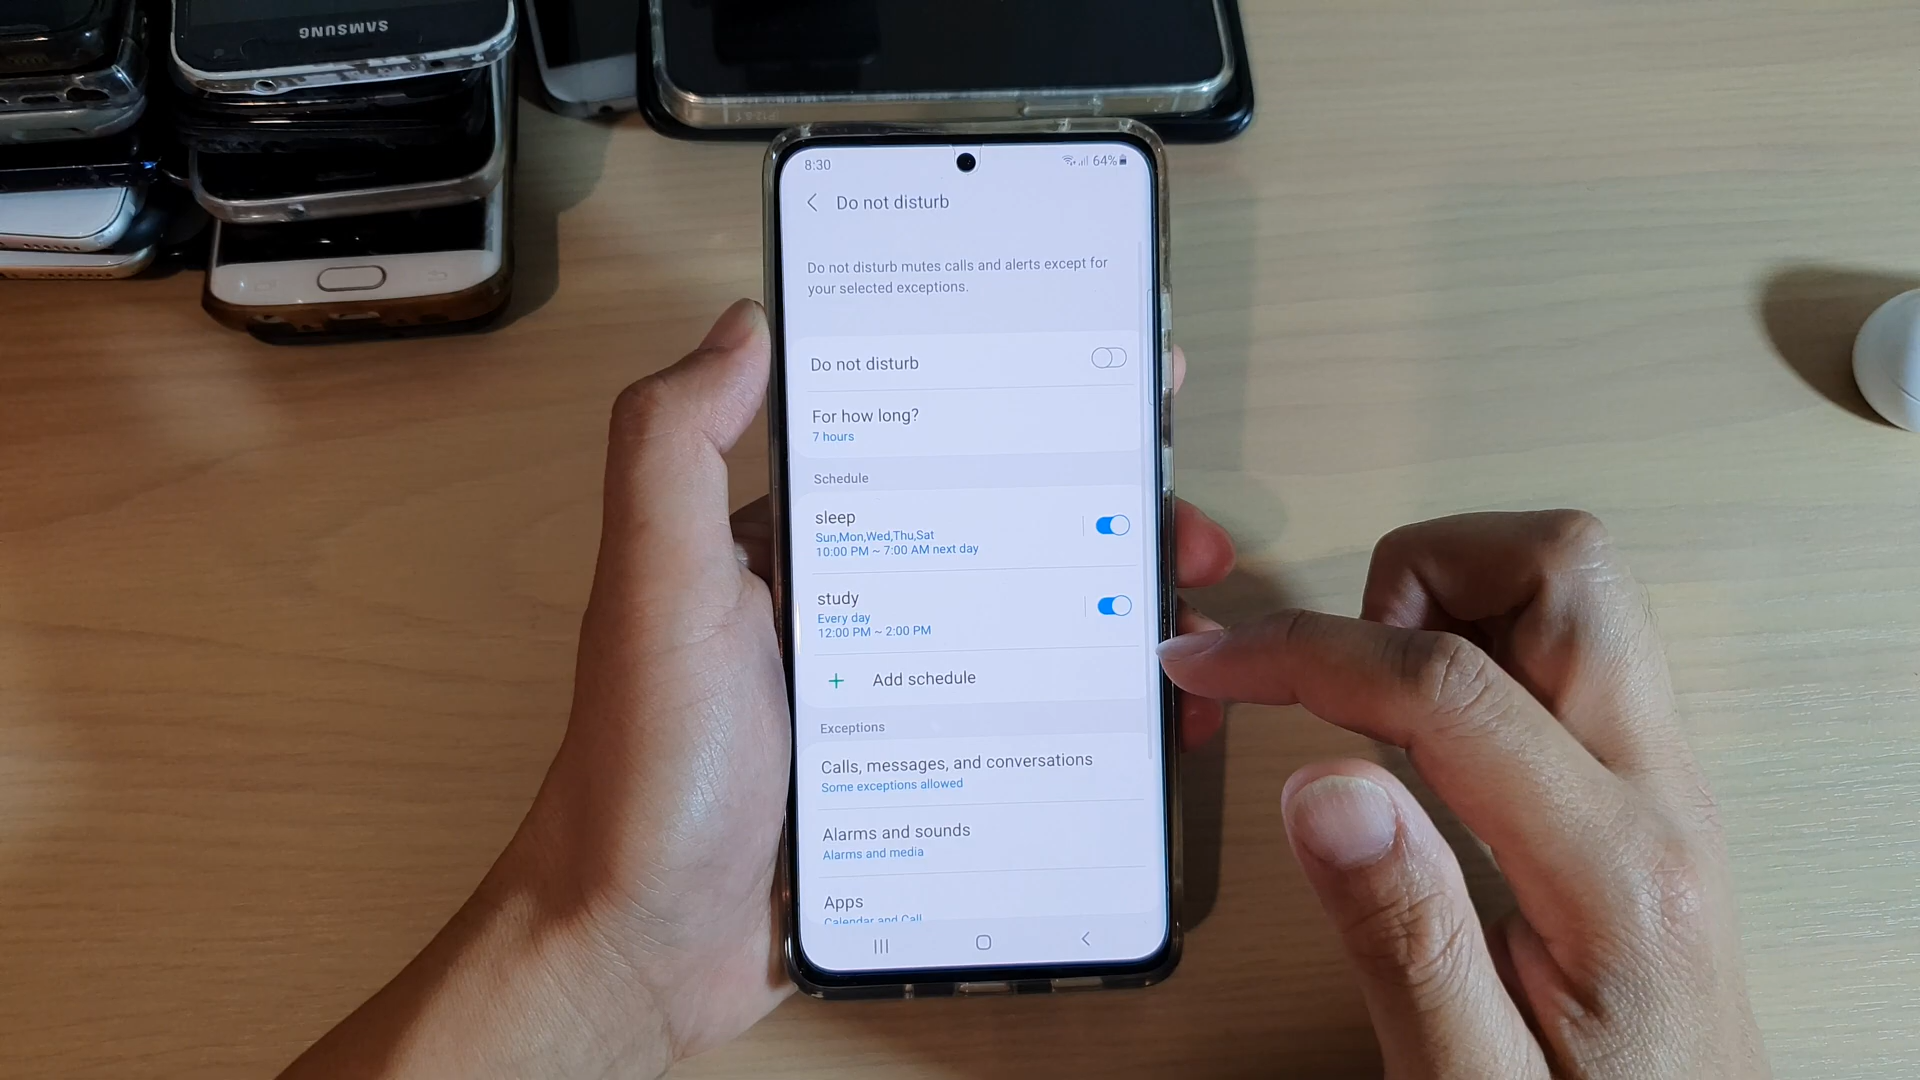 SAMSUNG
8:30
64%
Do not disturb
Do not disturb mutes calls and alerts except for
your selected exceptions.
Do not disturb
For how long?
7 hours
Schedule
sleep
Sun,Mon,Wed,Thu,Sat
10:00 PM ~ 7:00 AM next day
study
Every day
12:00 PM ~ 2:00 PM
+ Add schedule
Exceptions
Calls, messages, and conversations
Some exceptions allowed
Alarms and sounds
Alarms and media
Apps
Calendar and Call